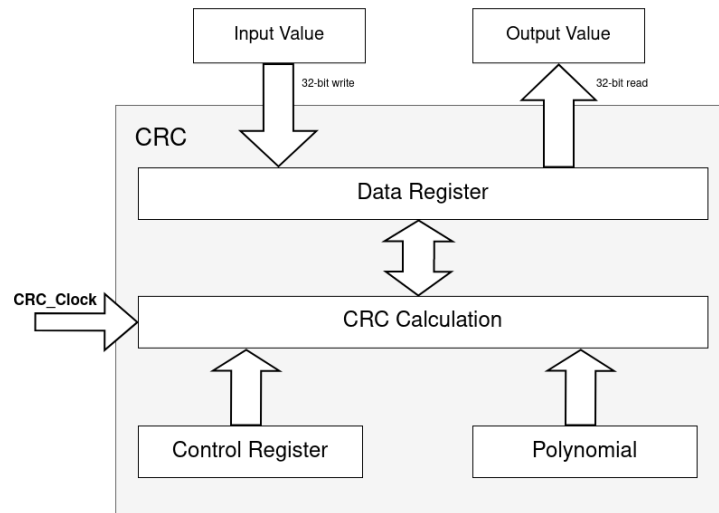 Input Value
Output Value
32-bit write
32-bit read
CRC
Data Register
CRC_Clock
CRC Calculation
Control Register
Polynomial